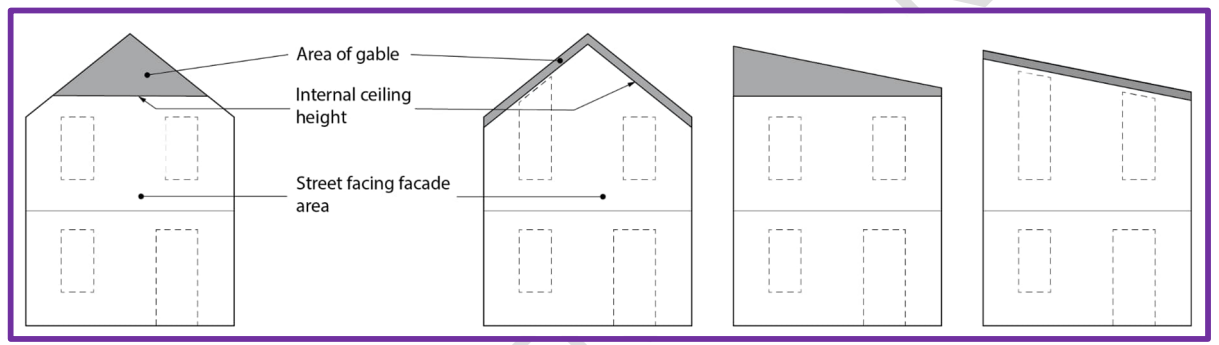 Area of gable
Internal ceiling
height
Street facing facade
area